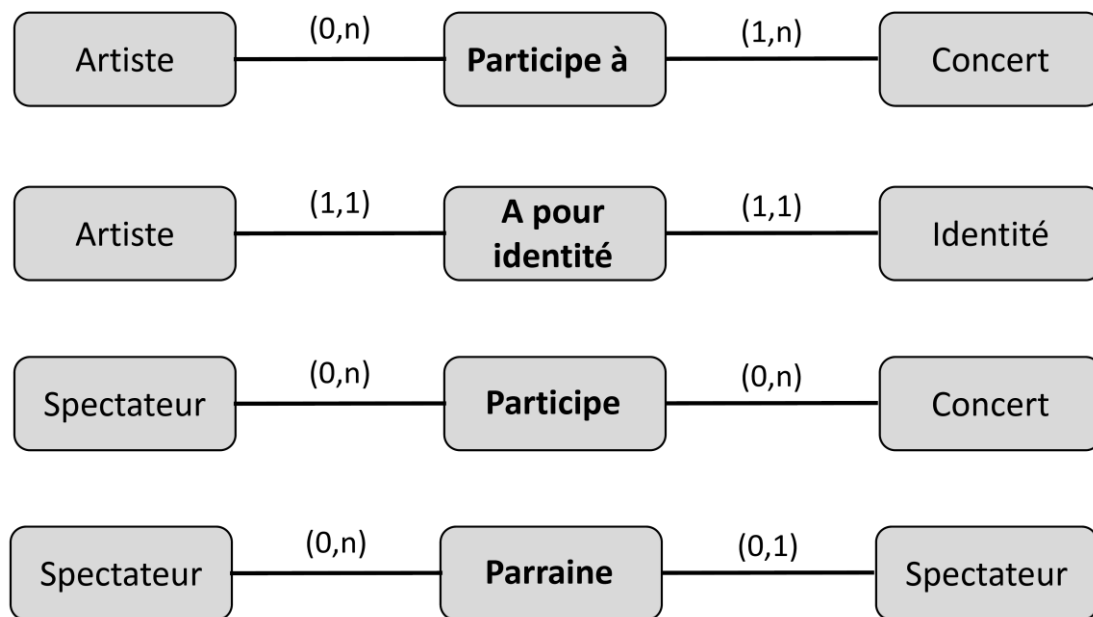 (0,n) (1,n)
Artiste Participe à Concert
(1,1) (1,1)
Artiste A pour identité Identité
(0,n) (0,n)
Spectateur Participe Concert
(0,n) (0,1)
Spectateur Parraine Spectateur